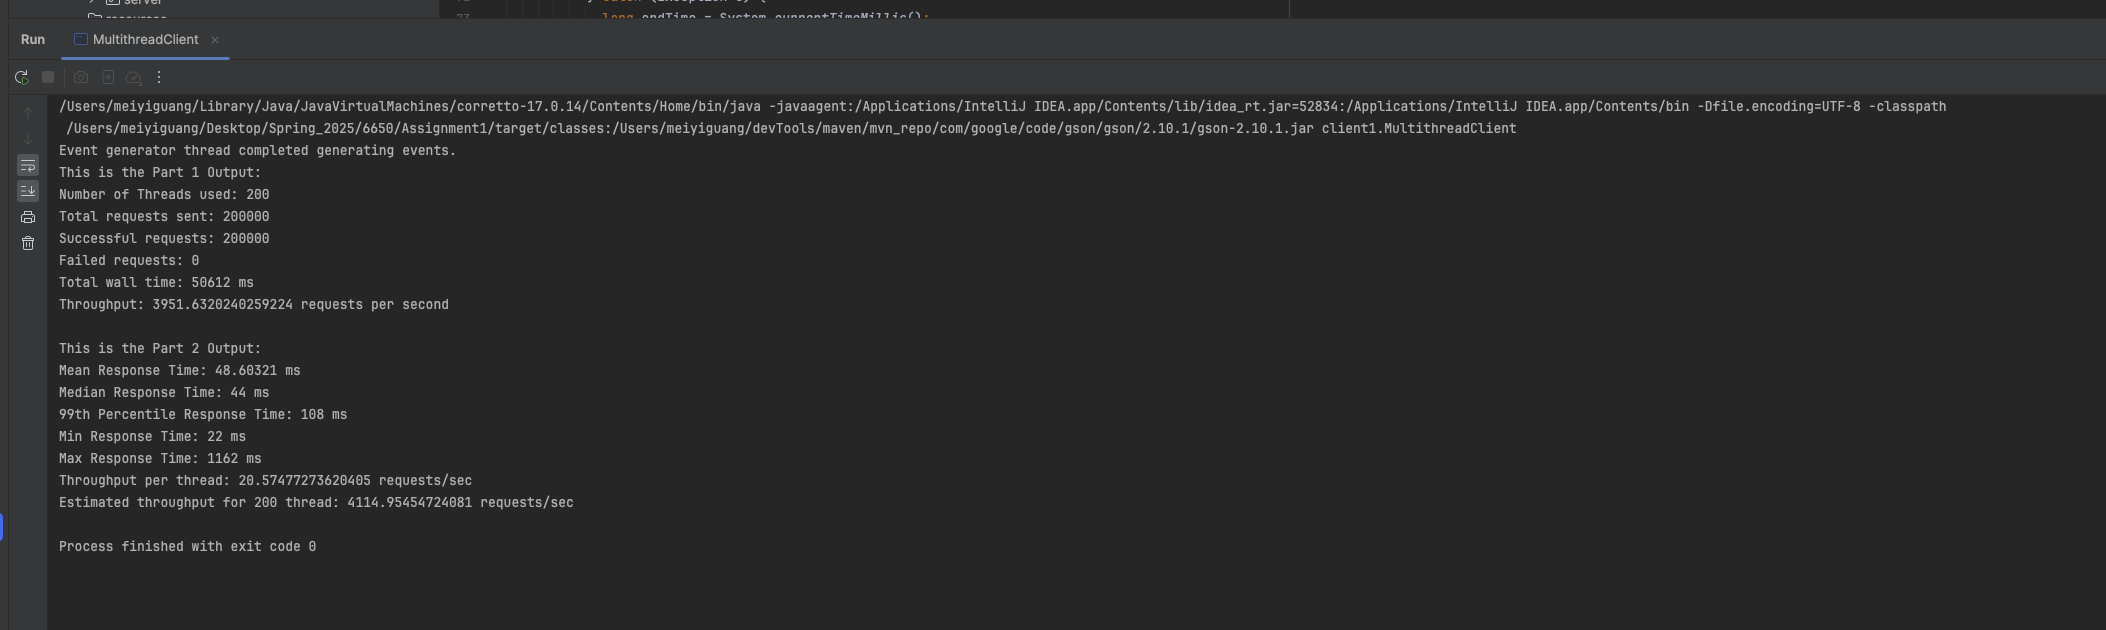 server
resources
73
long endTime = System.currentTimeMillis();
Run
MultithreadClient
/Users/meiyiguang/Library/Java/JavaVirtualMachines/corretto-17.0.14/Contents/Home/bin/java -javaagent:/Applications/IntelliJ IDEA.app/Contents/lib/idea_rt.jar=52834:/Applications/IntelliJ IDEA.app/Contents/bin -Dfile.encoding=UTF-8 -classpath
/Users/meiyiguang/Desktop/Spring_2025/6650/Assignment1/target/classes:/Users/meiyiguang/devTools/maven/mvn_repo/com/google/code/gson/gson/2.10.1/gson-2.10.1.jar client1.MultithreadClient
Event generator thread completed generating events.
This is the Part 1 Output:
Number of Threads used: 200
Total requests sent: 200000
Successful requests: 200000
Failed requests: 0
Total wall time: 50612 ms
Throughput: 3951.6320240259224 requests per second
This is the Part 2 Output:
Mean Response Time: 48.60321 ms
Median Response Time: 44 ms
99th Percentile Response Time: 108 ms
Min Response Time: 22 ms
Max Response Time: 1162 ms
Throughput per thread: 20.57477273620405 requests/sec
Estimated throughput for 200 thread: 4114.95454724081 requests/sec
Process finished with exit code 0